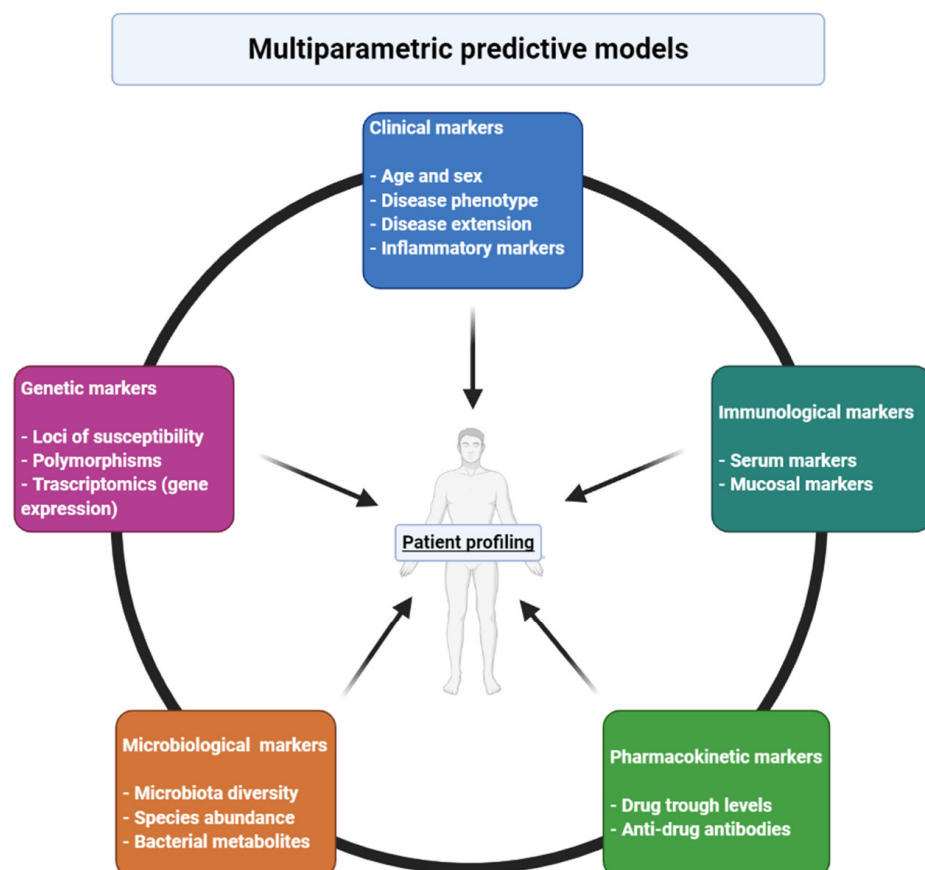 Multiparametric predictive models
Clinical markers
- Age and sex
- Disease phenotype
- Disease extension
- Inflammatory markers
Genetic markers
- Loci of susceptibility
- Polymorphisms
- Trascriptomics (gene
expression)
Immunological markers
- Serum markers
- Mucosal markers
Patient profiling
Microbiological markers
- Microbiota diversity
- Species abundance
- Bacterial metabolites
Pharmacokinetic markers
- Drug trough levels
- Anti-drug antibodies